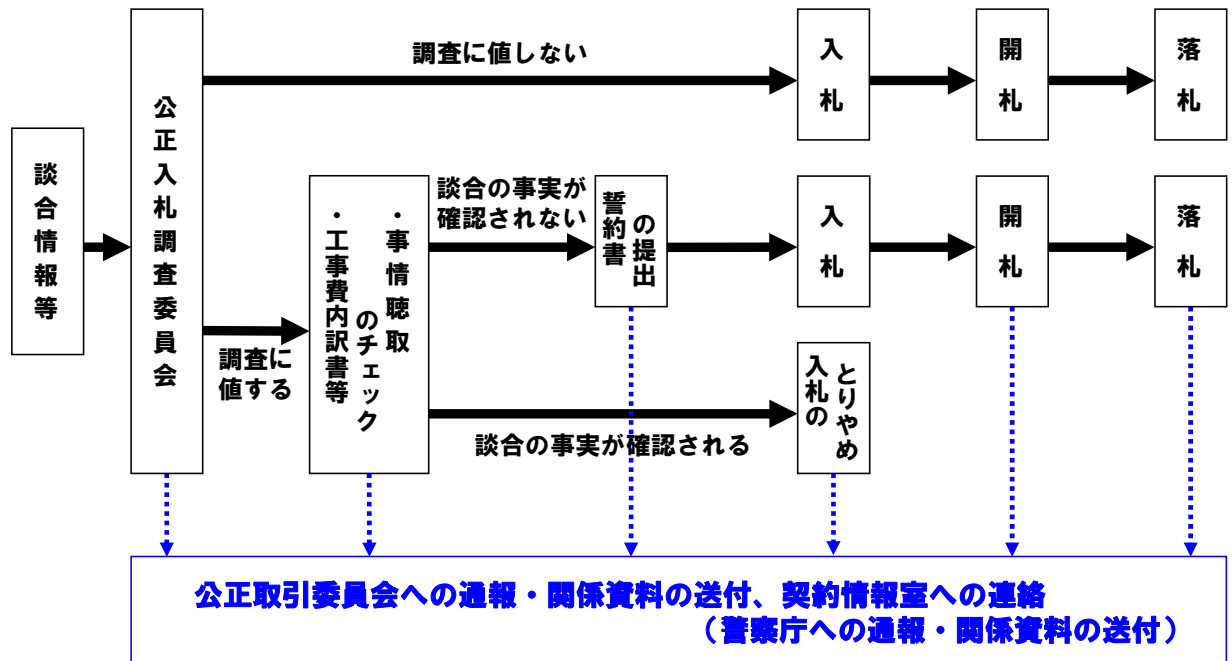 談合情報等
公正入札調査委員会
調査に値しない
入札
開札
落札
調査に
値する
・事情聴取
・工事費内訳書等
のチェック
談合の事実が
確認されない
誓約書
の提出
入札
開札
落札
談合の事実が確認される
入札の
とりやめ
公正取引委員会への通報・関係資料の送付、契約情報室への連絡
（警察庁への通報・関係資料の送付）